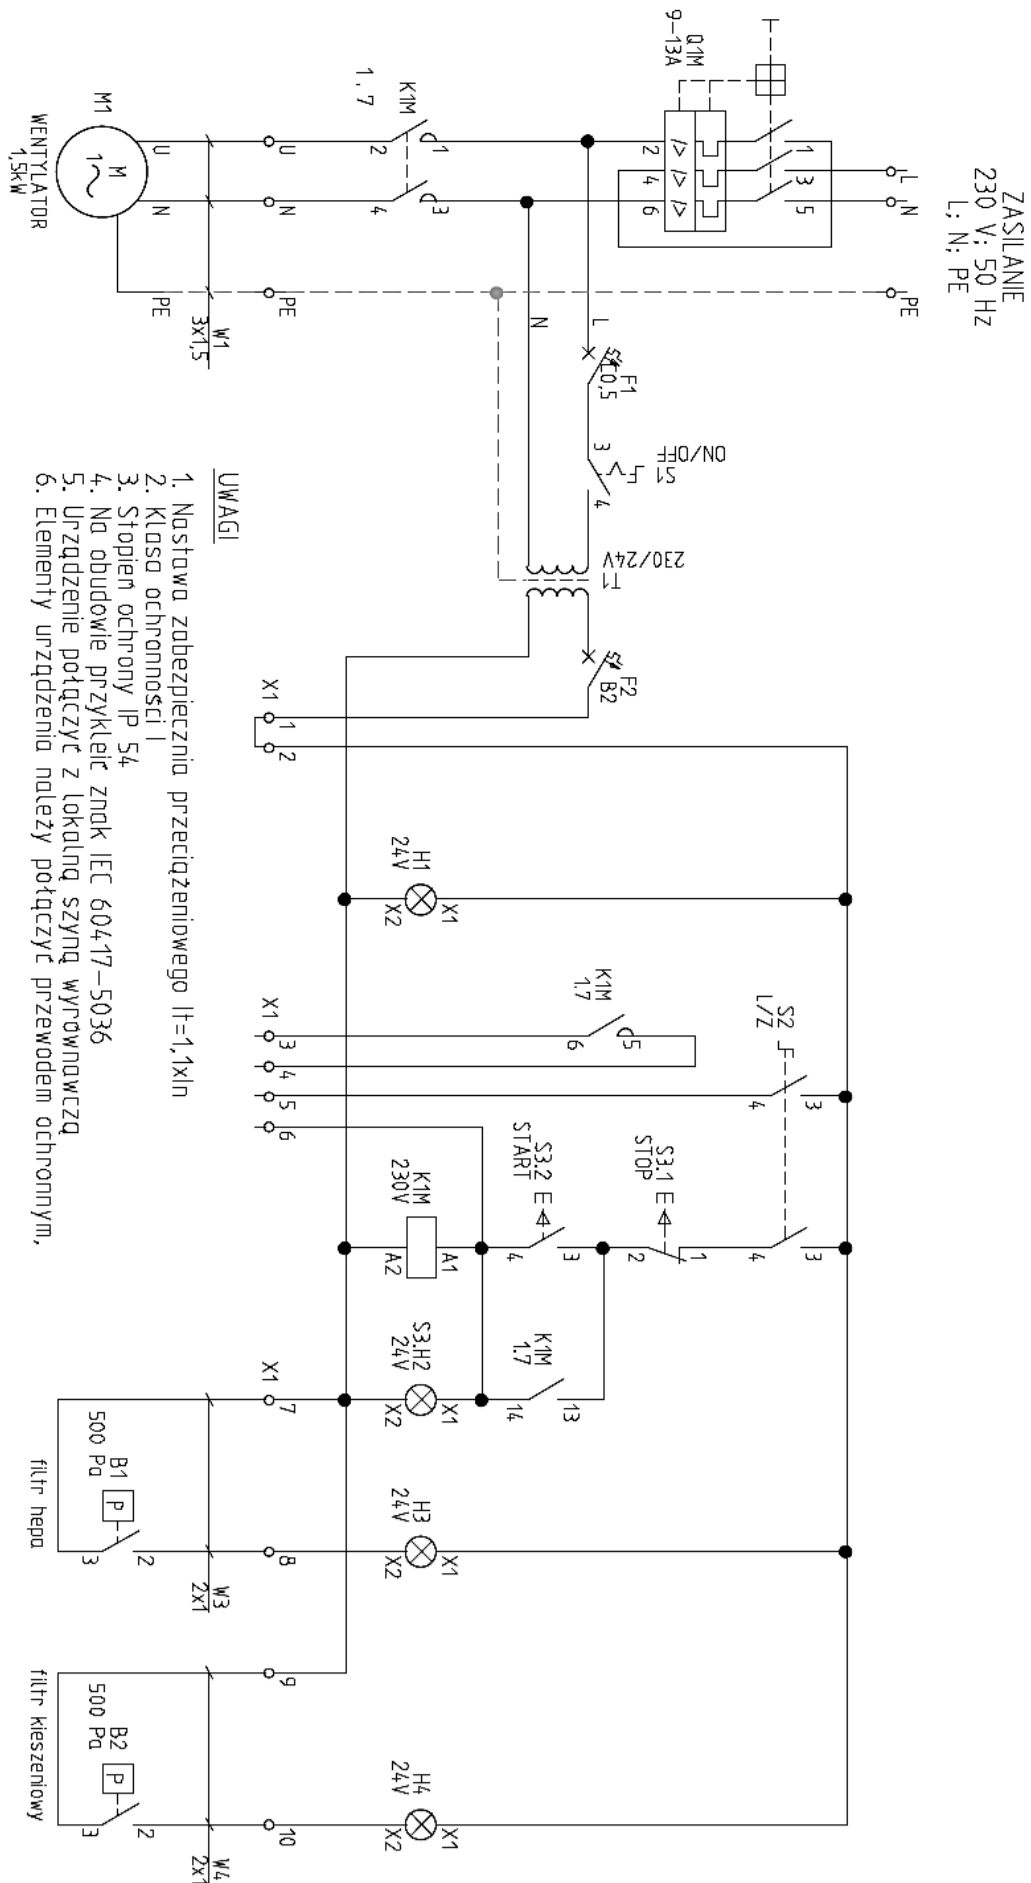 ZASILANIE
230 V; 50 Hz
L; N; PE
L
N
PE
Q1M
9-13A
1
3
5
2
4
6
I>
I>
I>
K1M
1, 7
1
2
3
4
U
N
PE
W1
3x1,5
U
N
PE
M1
M
1~
WENTYLATOR
1,5kW
L
N
F1
C0,5
ON/OFF
S1
3
4
230/24V
T1
F2
B2
X1
1
2
H1
24V
X1
X2
K1M
1.7
5
6
X1
3
4
5
6
S2
L/Z
3
4
3
4
S3.1
STOP
1
2
S3.2
START
3
4
K1M
230V
A1
A2
K1M
1.7
13
14
S3.H2
24V
X1
X2
X1
7
8
H3
24V
X1
X2
W3
2x1
B1
500 Pa
P
2
3
filtr hepa
9
10
H4
24V
X1
X2
W4
2x1
B2
500 Pa
P
2
3
filtr kieszeniowy
UWAGI
1. Nastawa zabezpiecznia przeciążeniowego It=1,1xIn
2. Klasa ochronności I
3. Stopień ochrony IP 54
4. Na obudowie przykleić znak IEC 60417-5036
5. Urządzenie połączyć z lokalną szyną wyrównawczą
6. Elementy urządzenia należy połączyć przewodem ochronnym,